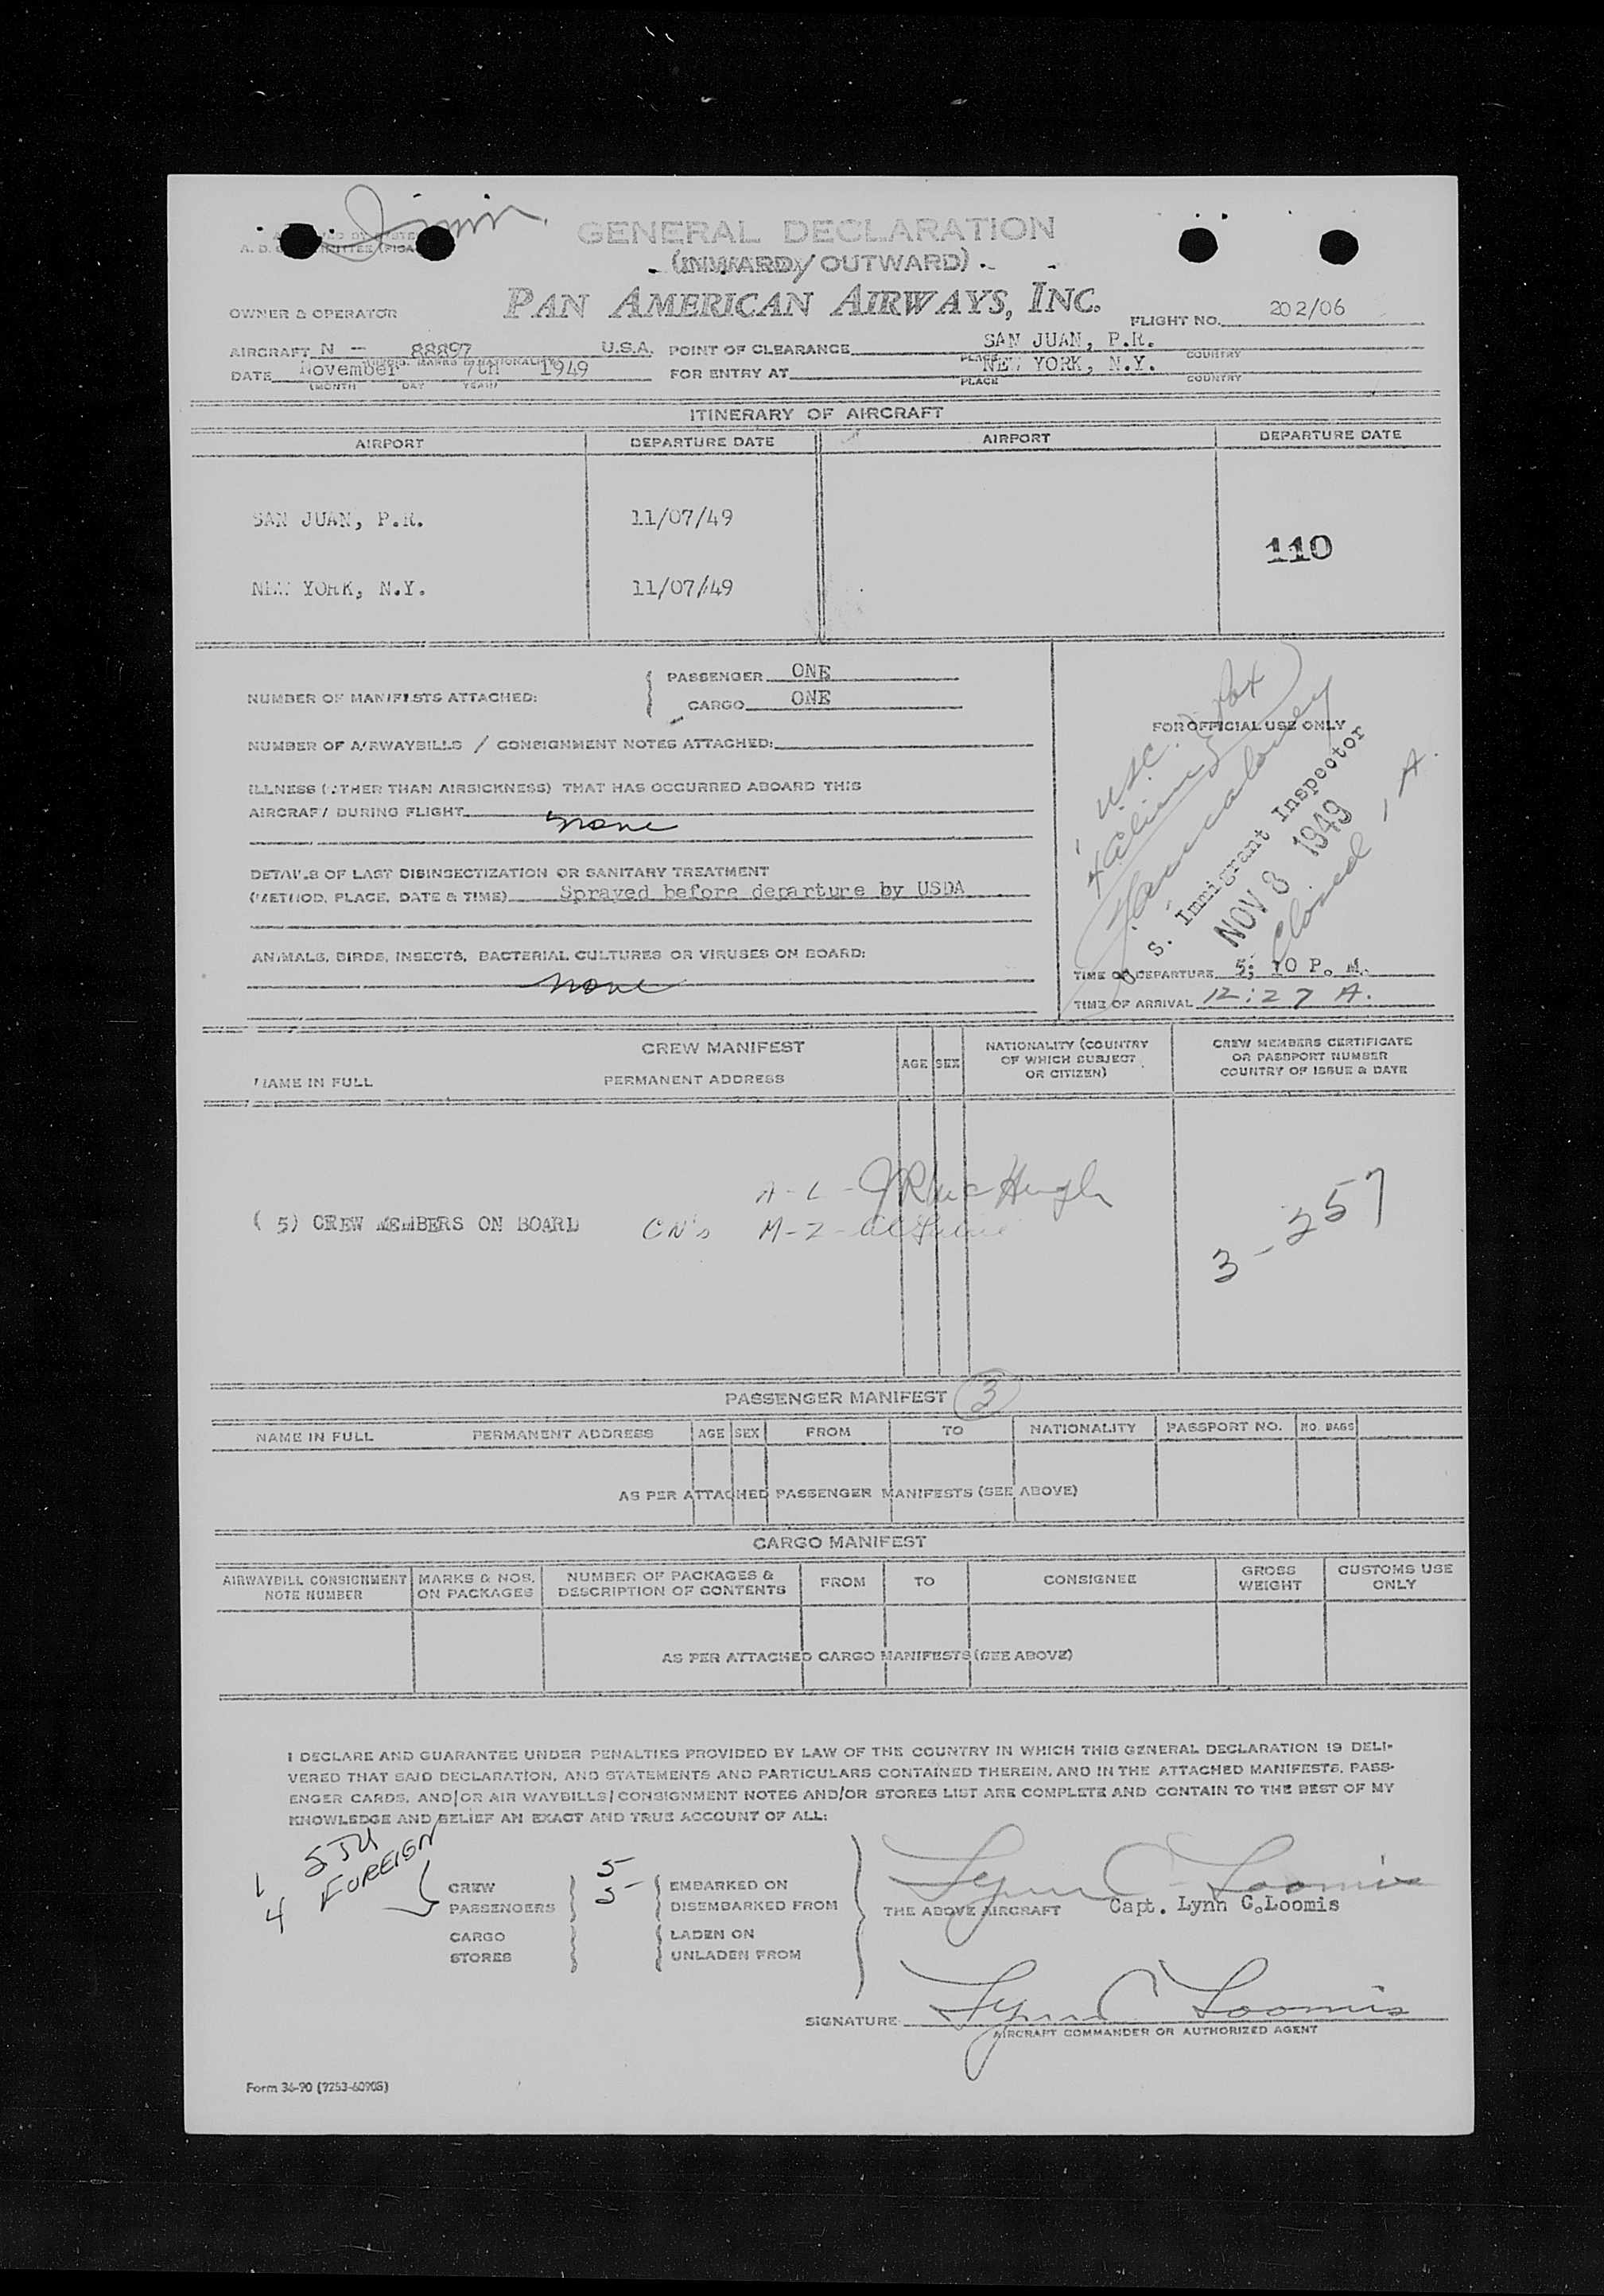 Immin.
GENERAL DECLARATION
(INWARD/OUTWARD)
OWNER & OPERATOR PAN AMERICAN AIRWAYS, INC. FLIGHT NO. 202/06
AIRCRAFT N - 88897 U.S.A. POINT OF CLEARANCE SAN JUAN, P.R.
PLACE COUNTRY
DATE November 7th 1949 FOR ENTRY AT NEW YORK, N.Y.
(MONTH DAY YEAR) PLACE COUNTRY
ITINERARY OF AIRCRAFT
AIRPORT DEPARTURE DATE AIRPORT DEPARTURE DATE
SAN JUAN, P.R. 11/07/49
110
NEW YORK, N.Y. 11/07/49
NUMBER OF MANIFESTS ATTACHED: PASSENGER ONE
CARGO ONE
FOR OFFICIAL USE ONLY
NUMBER OF AIRWAYBILLS / CONSIGNMENT NOTES ATTACHED:
ILLNESS (OTHER THAN AIRSICKNESS) THAT HAS OCCURRED ABOARD THIS
AIRCRAFT DURING FLIGHT none
1 U.S.C.
4 Aliens
U. S. Immigrant Inspector
NOV 8 1949
Closed
DETAILS OF LAST DISINSECTIZATION OR SANITARY TREATMENT
(METHOD, PLACE, DATE & TIME) Sprayed before departure by USDA
ANIMALS, BIRDS, INSECTS, BACTERIAL CULTURES OR VIRUSES ON BOARD:
none
TIME OF DEPARTURE 5:10 P. M.
TIME OF ARRIVAL 12:27 A.
CREW MANIFEST
NAME IN FULL PERMANENT ADDRESS AGE SEX NATIONALITY (COUNTRY OF WHICH SUBJECT OR CITIZEN) CREW MEMBERS CERTIFICATE OR PASSPORT NUMBER COUNTRY OF ISSUE & DATE
A-L-
(5) CREW MEMBERS ON BOARD CN's M-Z-
3-257
PASSENGER MANIFEST 3
NAME IN FULL PERMANENT ADDRESS AGE SEX FROM TO NATIONALITY PASSPORT NO. NO. BAGS
AS PER ATTACHED PASSENGER MANIFESTS (SEE ABOVE)
CARGO MANIFEST
AIRWAYBILL CONSIGNMENT NOTE NUMBER MARKS & NOS. ON PACKAGES NUMBER OF PACKAGES & DESCRIPTION OF CONTENTS FROM TO CONSIGNEE GROSS WEIGHT CUSTOMS USE ONLY
AS PER ATTACHED CARGO MANIFESTS (SEE ABOVE)
I DECLARE AND GUARANTEE UNDER PENALTIES PROVIDED BY LAW OF THE COUNTRY IN WHICH THIS GENERAL DECLARATION IS DELI-
VERED THAT SAID DECLARATION, AND STATEMENTS AND PARTICULARS CONTAINED THEREIN, AND IN THE ATTACHED MANIFESTS, PASS-
ENGER CARDS, AND/OR AIR WAYBILLS/CONSIGNMENT NOTES AND/OR STORES LIST ARE COMPLETE AND CONTAIN TO THE BEST OF MY
KNOWLEDGE AND BELIEF AN EXACT AND TRUE ACCOUNT OF ALL:
1 SJU
4 FOREIGN
CREW 5 EMBARKED ON
PASSENGERS 5 DISEMBARKED FROM
Lynn C Loomis
THE ABOVE AIRCRAFT Capt. Lynn C. Loomis
CARGO LADEN ON
STORES UNLADEN FROM
SIGNATURE Lynn C Loomis
AIRCRAFT COMMANDER OR AUTHORIZED AGENT
Form 36-90 (9253-60905)